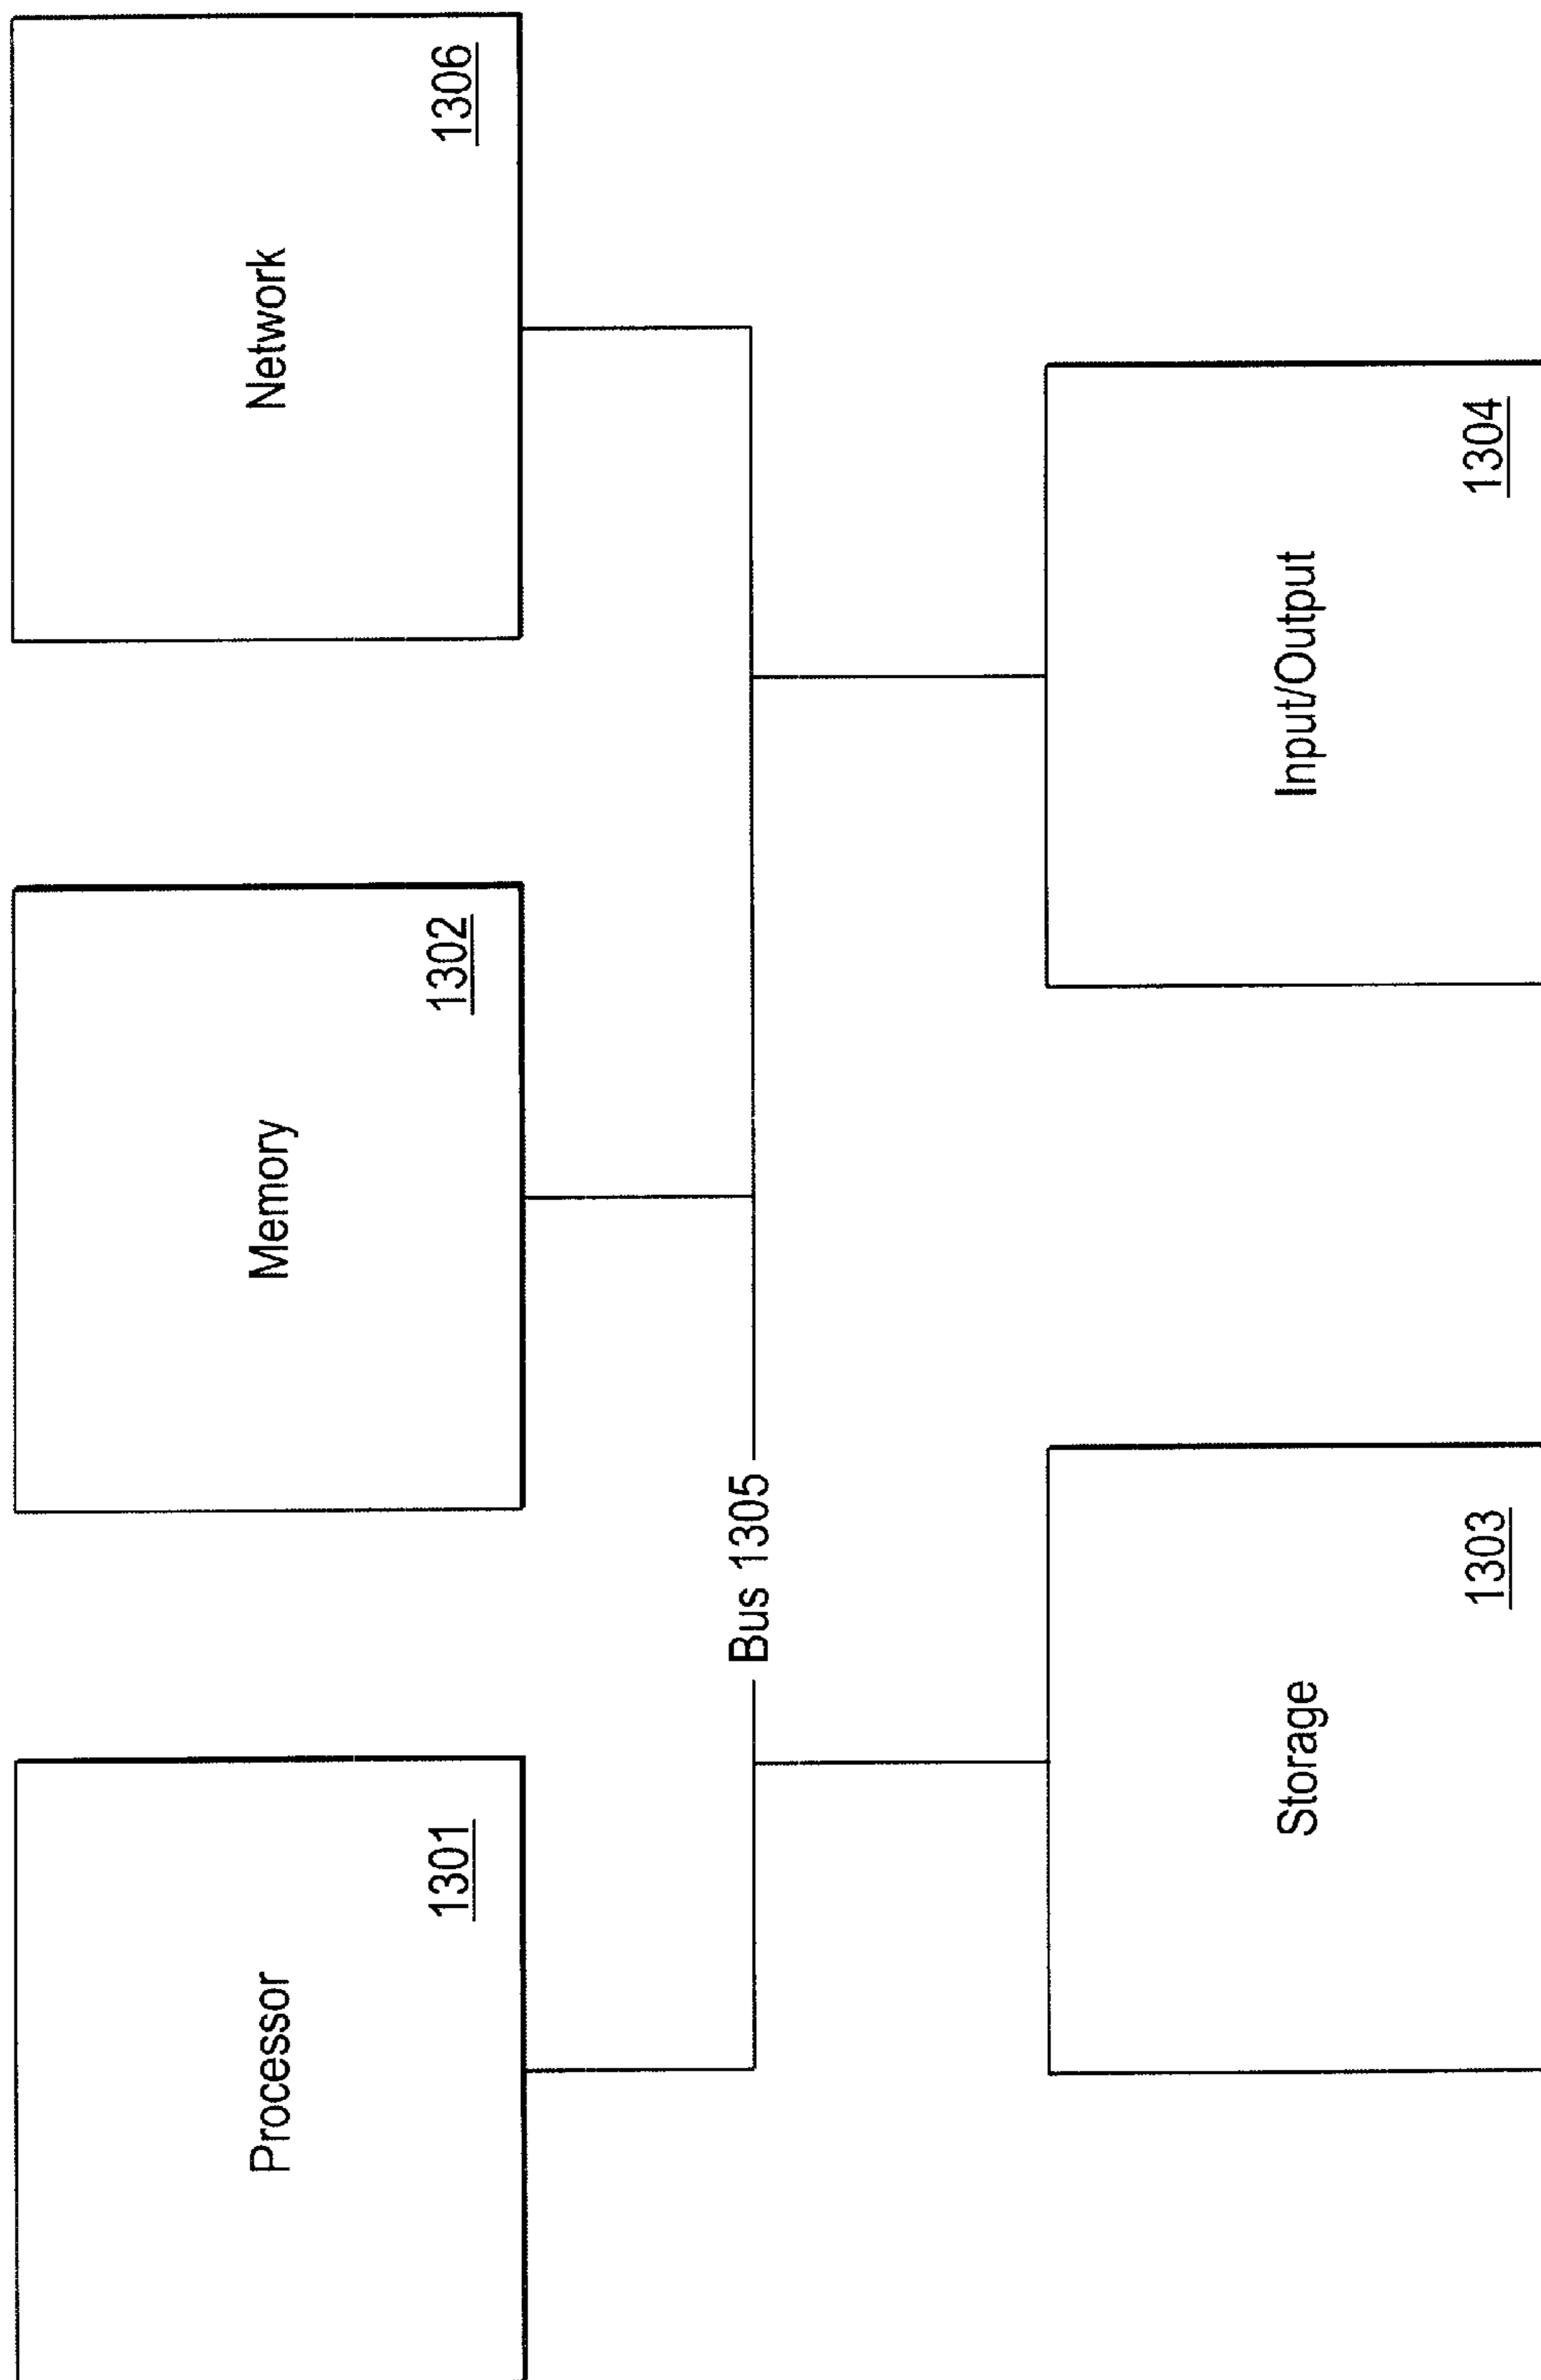 Processor
1301
Memory
1302
Network
1306
Bus 1305
Storage
1303
Input/Output
1304